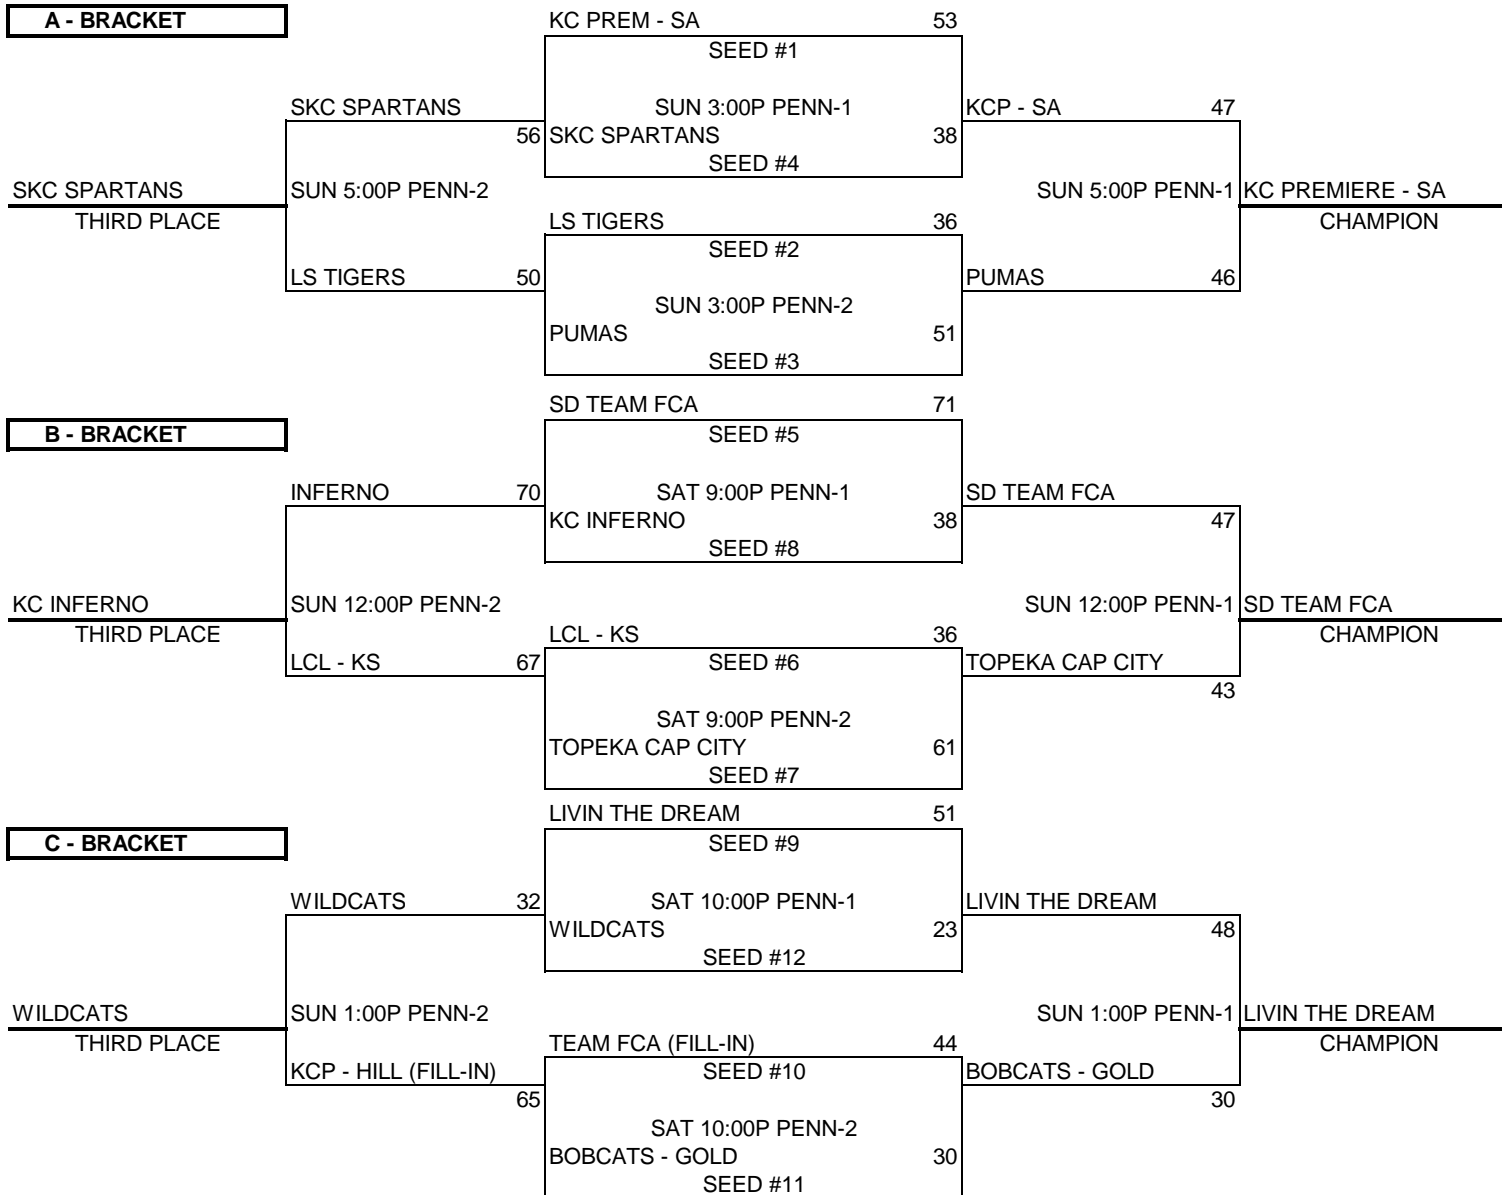 A - BRACKET
KC PREM - SA 53
SEED #1
SKC SPARTANS SUN 3:00P PENN-1 KCP - SA 47
56 SKC SPARTANS 38
SEED #4
SKC SPARTANS SUN 5:00P PENN-2 SUN 5:00P PENN-1 KC PREMIERE - SA
THIRD PLACE LS TIGERS 36 CHAMPION
SEED #2
LS TIGERS 50 PUMAS 46
SUN 3:00P PENN-2
PUMAS 51
SEED #3
SD TEAM FCA 71
B - BRACKET SEED #5
INFERNO 70 SAT 9:00P PENN-1 SD TEAM FCA
KC INFERNO 38 47
SEED #8
KC INFERNO SUN 12:00P PENN-2 SUN 12:00P PENN-1 SD TEAM FCA
THIRD PLACE LCL - KS 36 CHAMPION
LCL - KS 67 SEED #6 TOPEKA CAP CITY
43
SAT 9:00P PENN-2
TOPEKA CAP CITY 61
SEED #7
LIVIN THE DREAM 51
C - BRACKET SEED #9
WILDCATS 32 SAT 10:00P PENN-1 LIVIN THE DREAM
WILDCATS 23 48
SEED #12
WILDCATS SUN 1:00P PENN-2 SUN 1:00P PENN-1 LIVIN THE DREAM
THIRD PLACE TEAM FCA (FILL-IN) 44 CHAMPION
KCP - HILL (FILL-IN) SEED #10 BOBCATS - GOLD
65 30
SAT 10:00P PENN-2
BOBCATS - GOLD 30
SEED #11